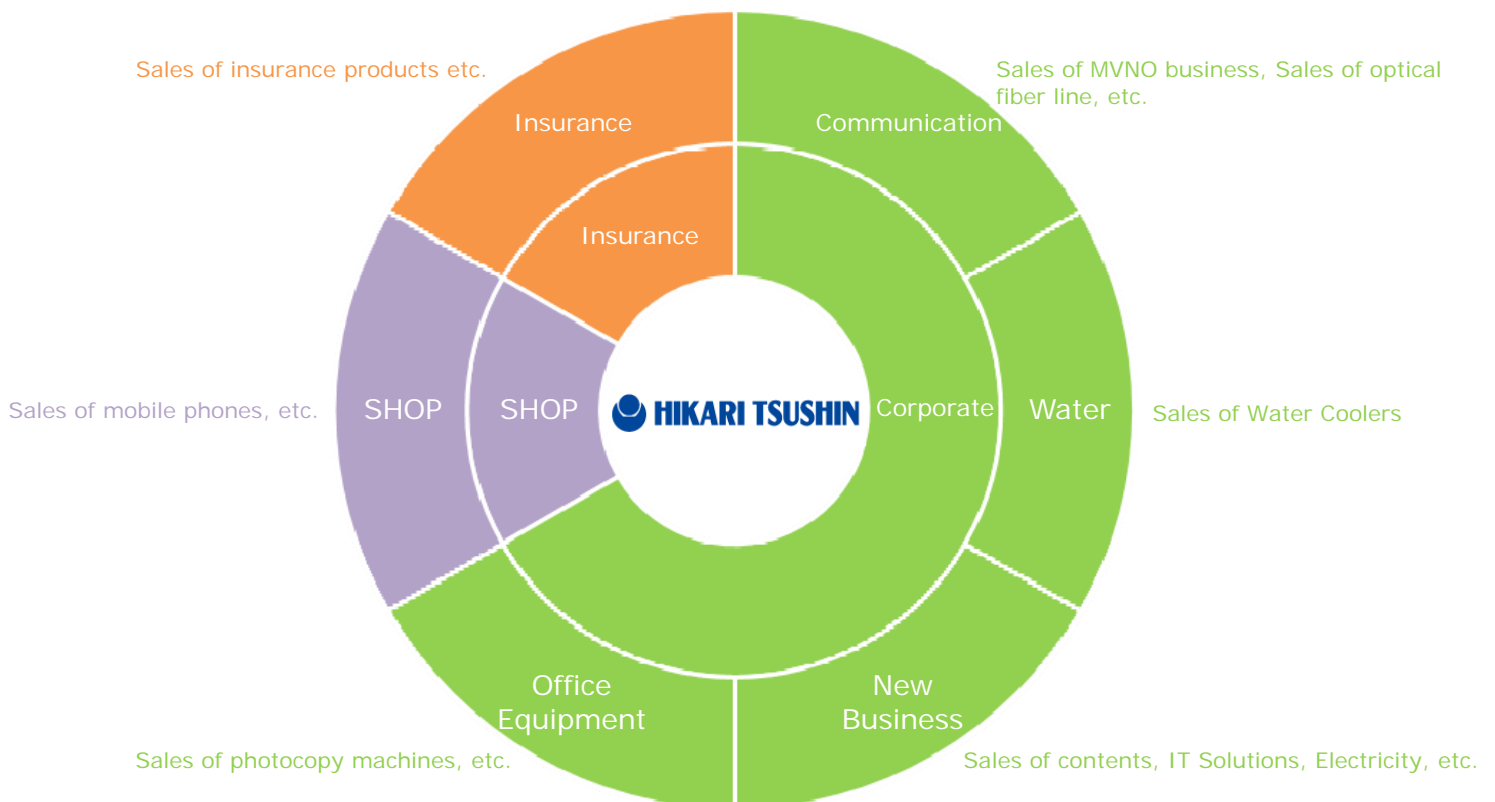 Sales of insurance products etc.
Sales of MVNO business, Sales of optical
fiber line, etc.
Insurance
Communication
Insurance
Sales of mobile phones, etc.
SHOP
SHOP
HIKARI TSUSHIN
Corporate
Water
Sales of Water Coolers
Office
Equipment
New
Business
Sales of photocopy machines, etc.
Sales of contents, IT Solutions, Electricity, etc.